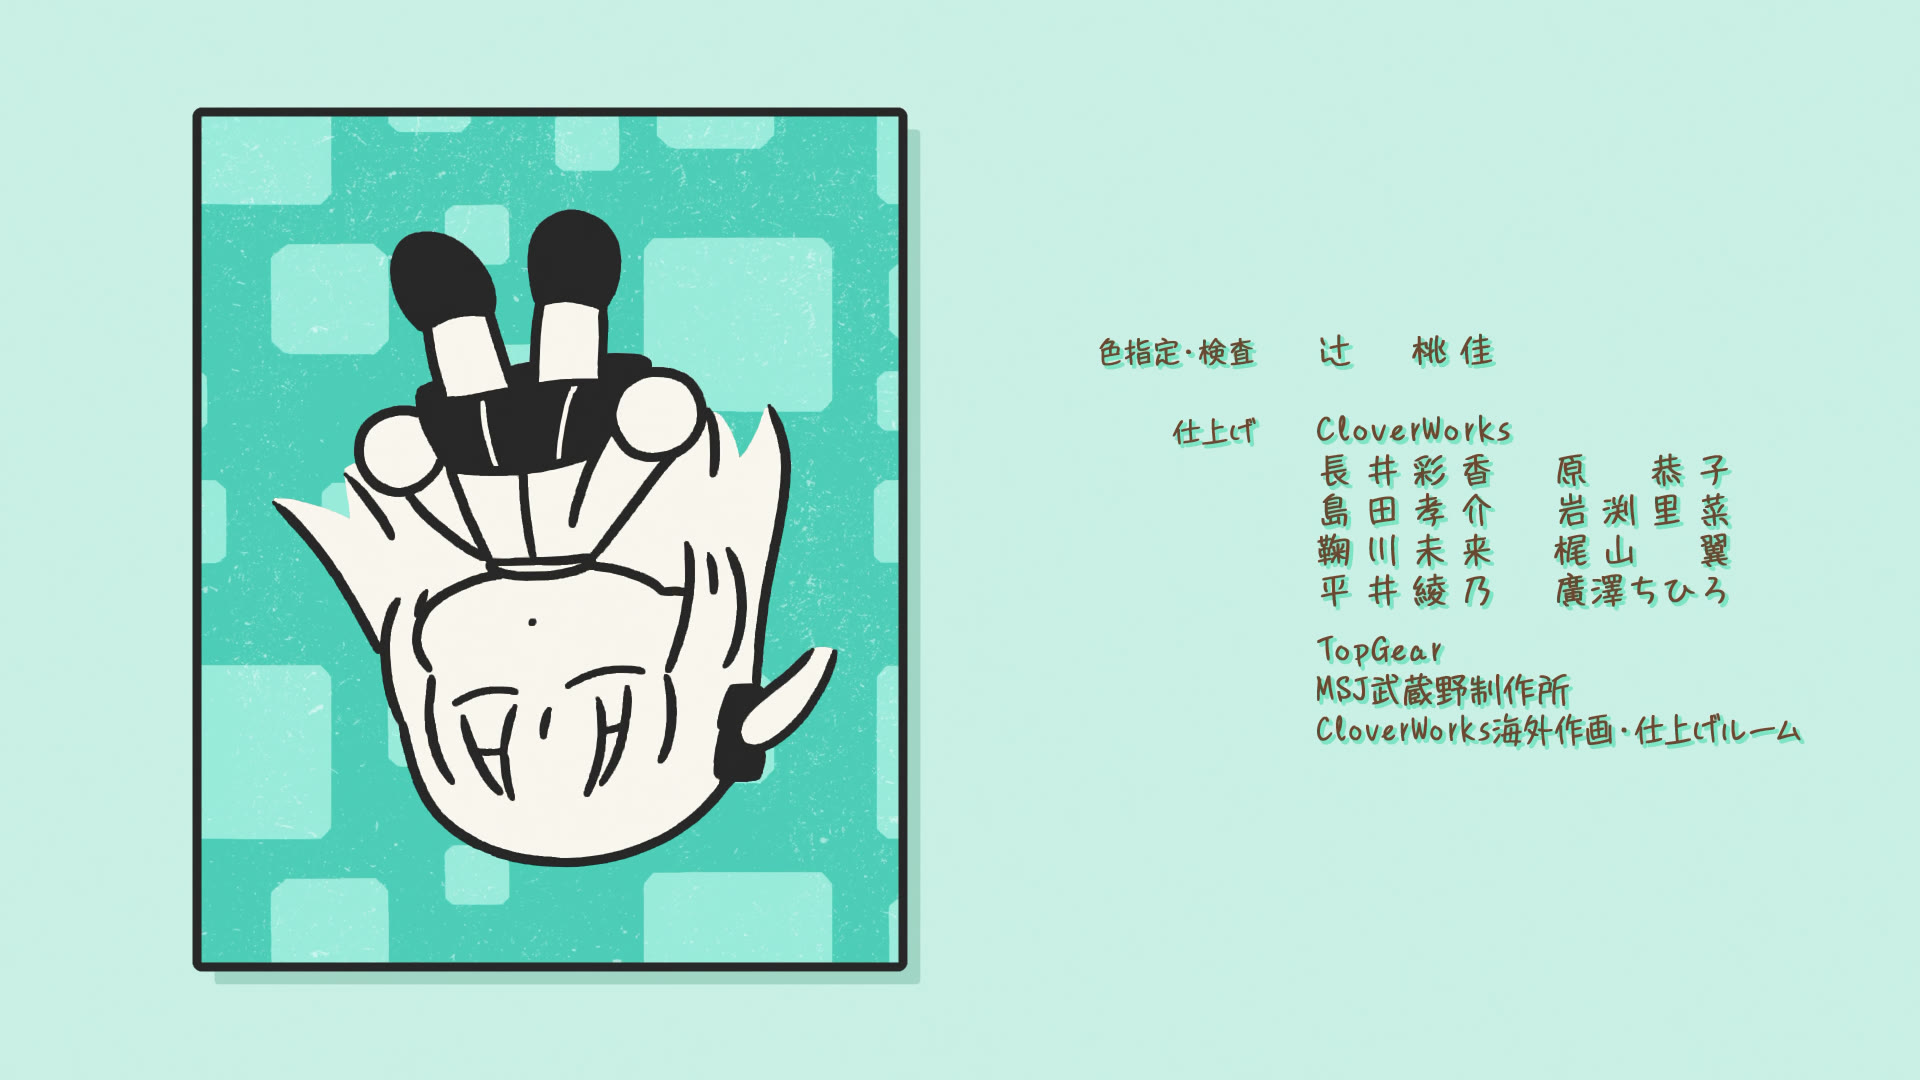 色指定・検査 辻 桃佳
仕上げ CloverWorks
長井彩香 原 恭子
島田孝介 岩渕里菜
鞠川未来 梶山 翼
平井綾乃 廣澤ちひろ
TopGear
MSJ武蔵野制作所
CloverWorks海外作画・仕上げルーム